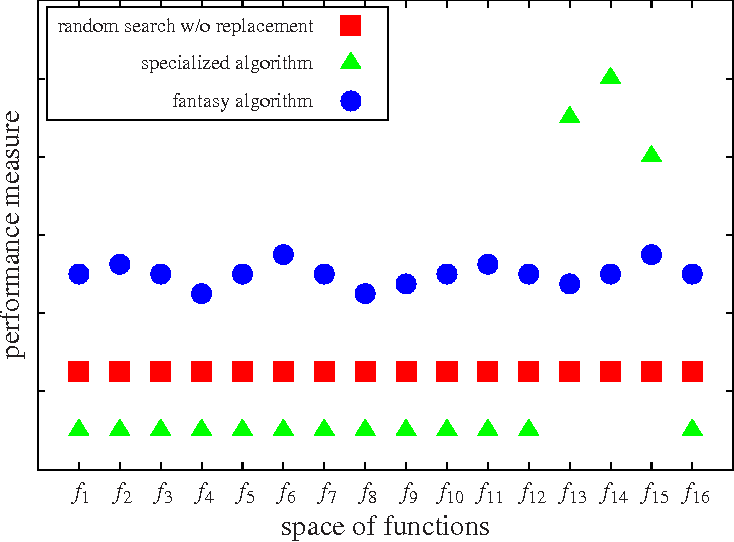 random search w/o replacement
specialized algorithm
fantasy algorithm
performance measure
f1 f2 f3 f4 f5 f6 f7 f8 f9 f10 f11 f12 f13 f14 f15 f16
space of functions